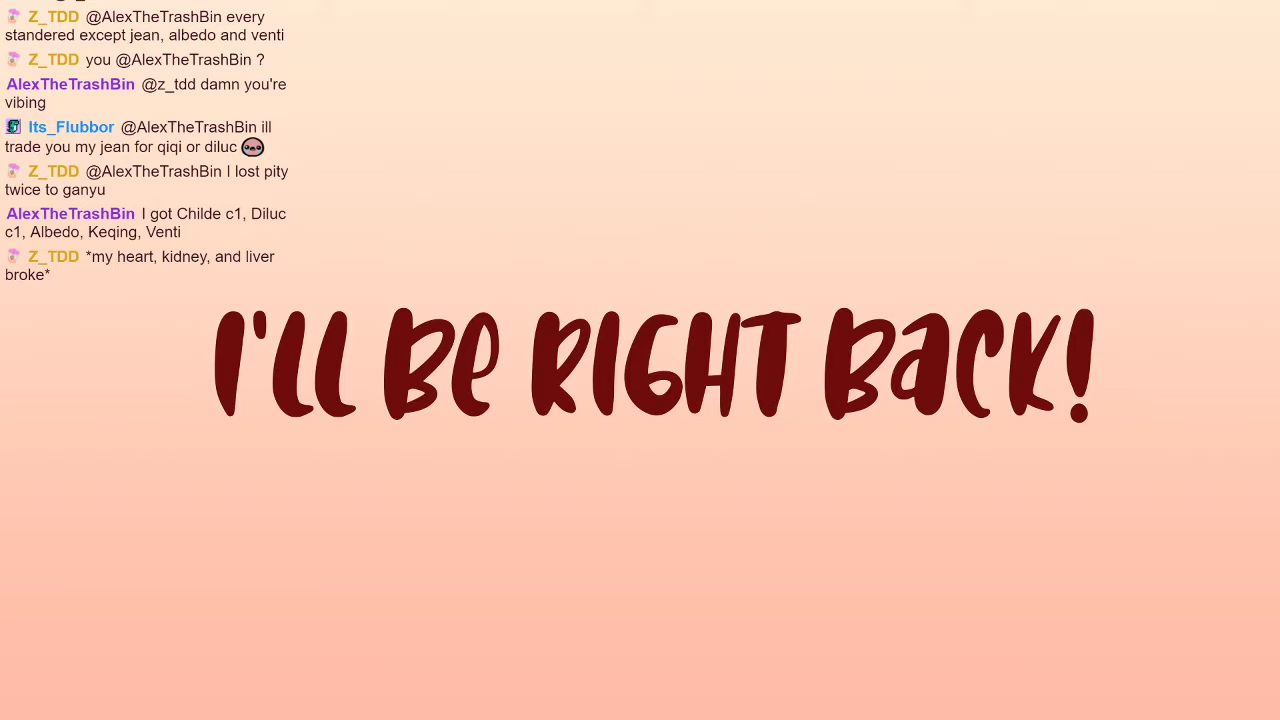 Z_TDD @AlexTheTrashBin every
standered except jean, albedo and venti
Z_TDD you @AlexTheTrashBin ?
AlexTheTrashBin @z_tdd damn you're
vibing
Its_Flubbor @AlexTheTrashBin ill
trade you my jean for qiqi or diluc
Z_TDD @AlexTheTrashBin I lost pity
twice to ganyu
AlexTheTrashBin I got Childe c1, Diluc
c1, Albedo, Keqing, Venti
Z_TDD *my heart, kidney, and liver
broke*
I'LL BE RIGHT BACK!